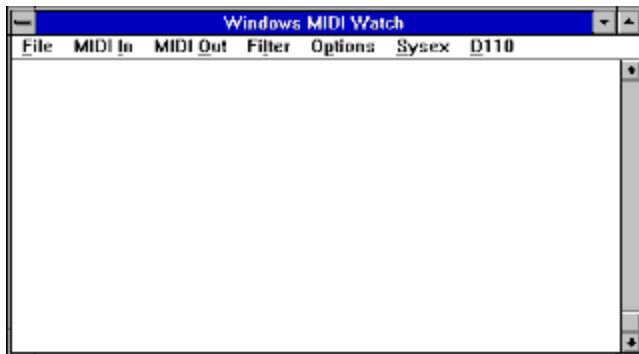 Windows MIDI Watch
File MIDI In MIDI Out Filter Options Sysex D110